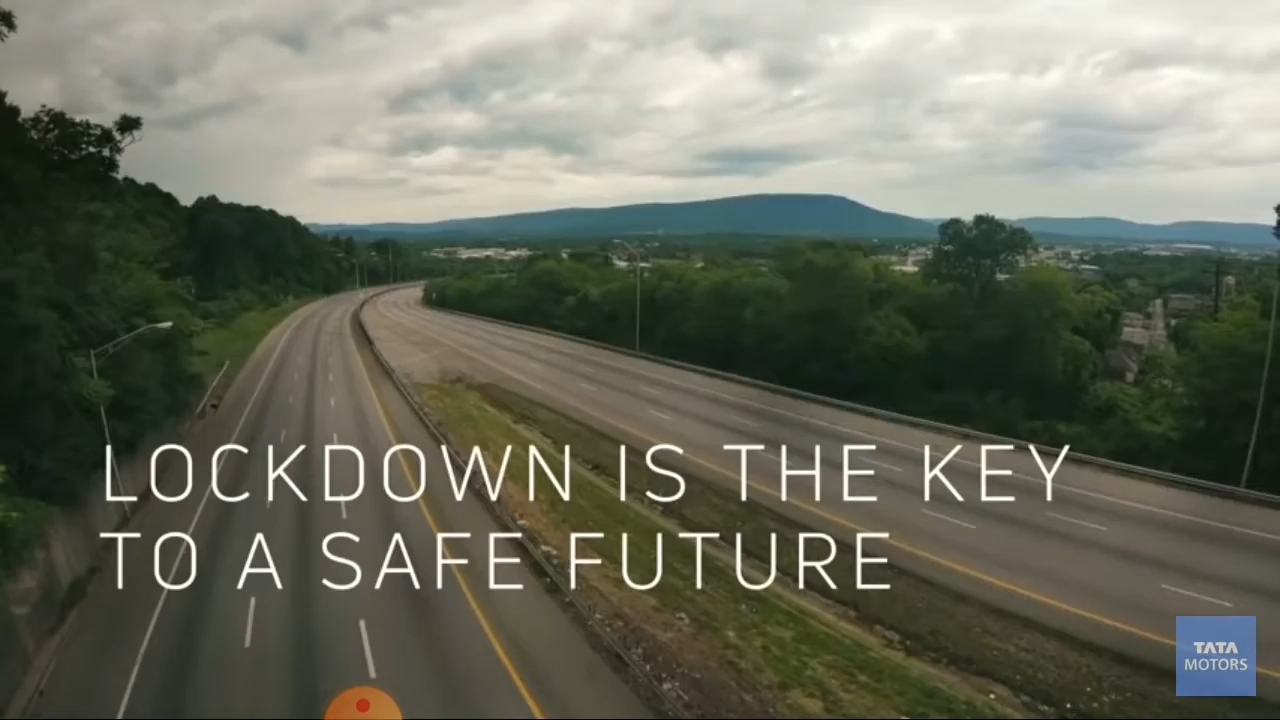 LOCKDOWN IS THE KEY
TO A SAFE FUTURE
TATA
MOTORS